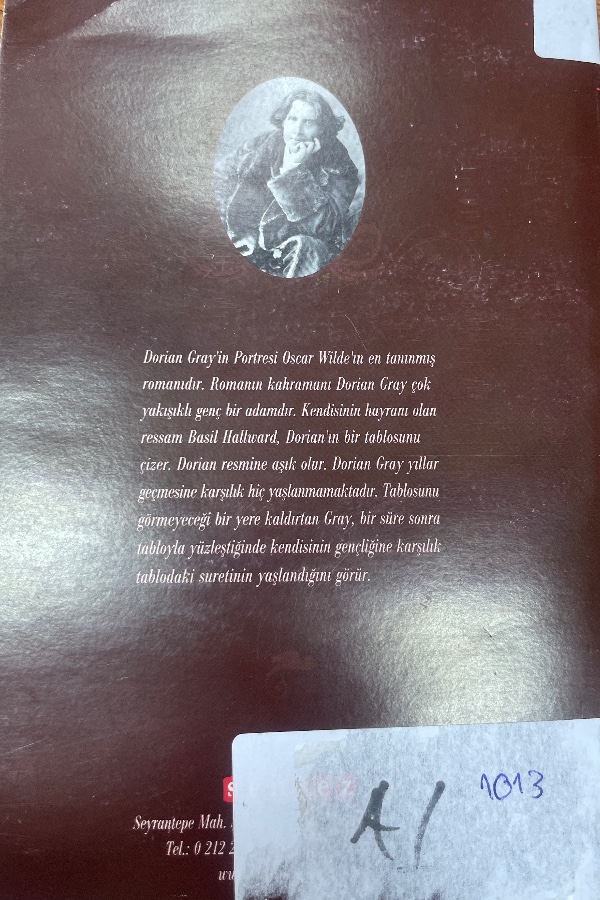 Dorian Gray'in Portresi Oscar Wilde'ın en tanınmış
romanıdır. Romanın kahramanı Dorian Gray çok
yakışıklı genç bir adamdır. Kendisinin hayranı olan
ressam Basil Hallward, Dorian'ın bir tablosunu
çizer. Dorian resmine aşık olur. Dorian Gray yıllar
geçmesine karşılık hiç yaşlanmamaktadır. Tablosunu
görmeyeceği bir yere kaldırtan Gray, bir süre sonra
tabloyla yüzleştiğinde kendisinin gençliğine karşılık
tablodaki suretinin yaşlandığını görür.
Seyrantepe Mah.
Tel.: 0 212 2
A/
1013